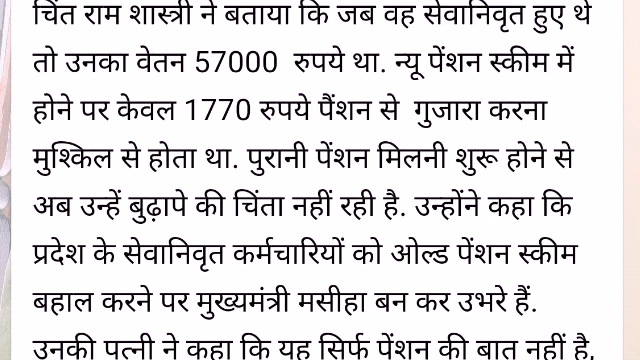 चिंत राम शास्त्री ने बताया कि जब वह सेवानिवृत हुए थे
तो उनका वेतन 57000 रुपये था. न्यू पेंशन स्कीम में
होने पर केवल 1770 रुपये पैंशन से गुजारा करना
मुश्किल से होता था. पुरानी पेंशन मिलनी शुरू होने से
अब उन्हें बुढ़ापे की चिंता नहीं रही है. उन्होंने कहा कि
प्रदेश के सेवानिवृत कर्मचारियों को ओल्ड पेंशन स्कीम
बहाल करने पर मुख्यमंत्री मसीहा बन कर उभरे हैं.
उनकी पत्नी ने कहा कि यह सिर्फ पेंशन की बात नहीं है,